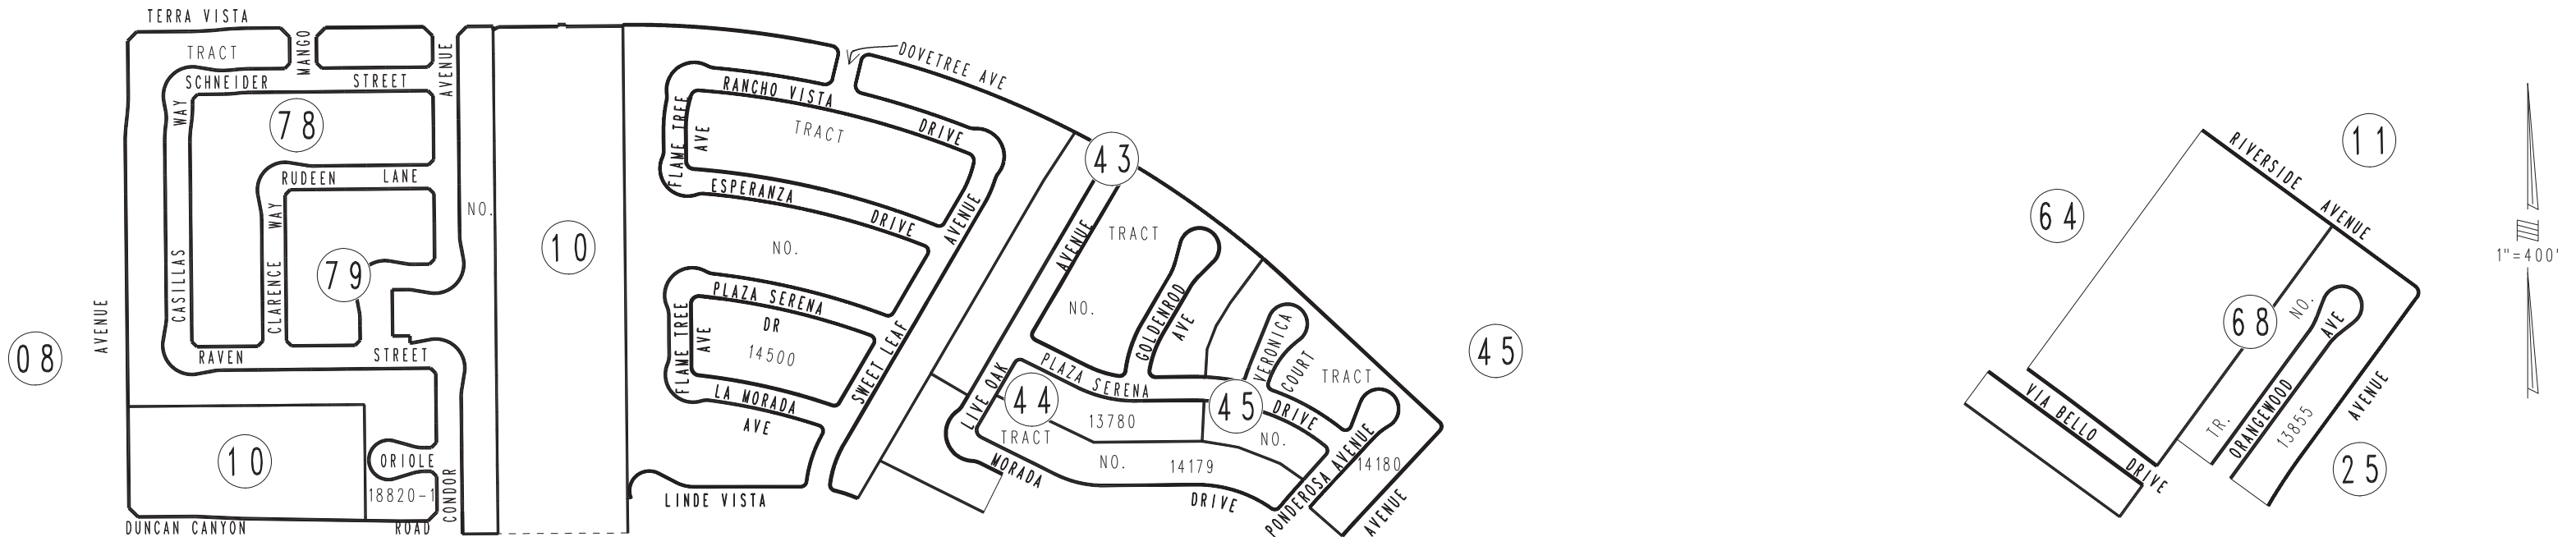 TERRA VISTA
TRACT
MANGO
AVENUE
SCHNEIDER STREET
WAY
78
RUDEEN LANE
NO.
WAY
79
CASILLAS
CLARENCE
AVENUE
08
RAVEN STREET
10
ORIOLE
18820-1
CONDOR
DUNCAN CANYON ROAD
10
DOVETREE AVE
RANCHO VISTA DRIVE
FLAME TREE AVE
TRACT
ESPERANZA DRIVE
AVENUE
NO.
PLAZA SERENA DR
FLAME TREE AVE
14500
SWEET LEAF
LA MORADA AVE
LINDE VISTA
43
AVENUE
TRACT
NO.
GOLDENROD AVE
VERONICA COURT
TRACT
LIVE OAK
PLAZA SERENA DRIVE
44
45
13780
TRACT
NO.
NO.
14179
MORADA DRIVE
PONDEROSA AVENUE
14180
AVENUE
45
64
11
RIVERSIDE AVENUE
68
NO.
AVE
VIA BELLO DRIVE
TR.
ORANGEWOOD
13855
AVENUE
25
1"=400'